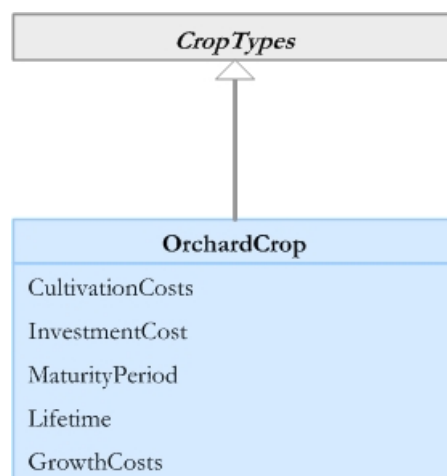 CropTypes
OrchardCrop
CultivationCosts
InvestmentCost
MaturityPeriod
Lifetime
GrowthCosts